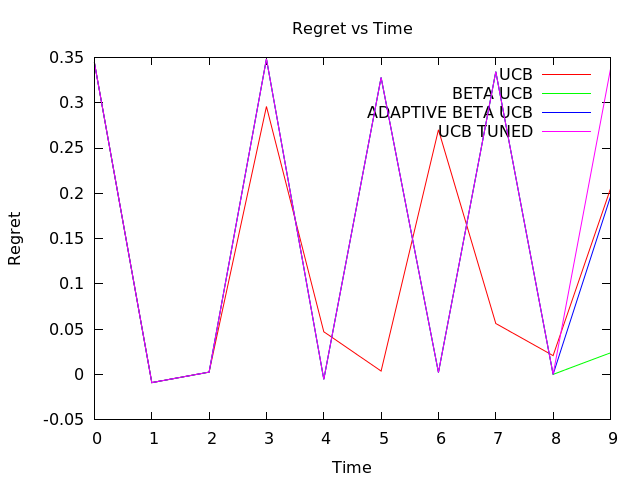 Regret vs Time
0.35
0.3
0.25
0.2
0.15
0.1
0.05
0
-0.05
Regret
UCB
BETA UCB
ADAPTIVE BETA UCB
UCB TUNED
0 1 2 3 4 5 6 7 8 9
Time